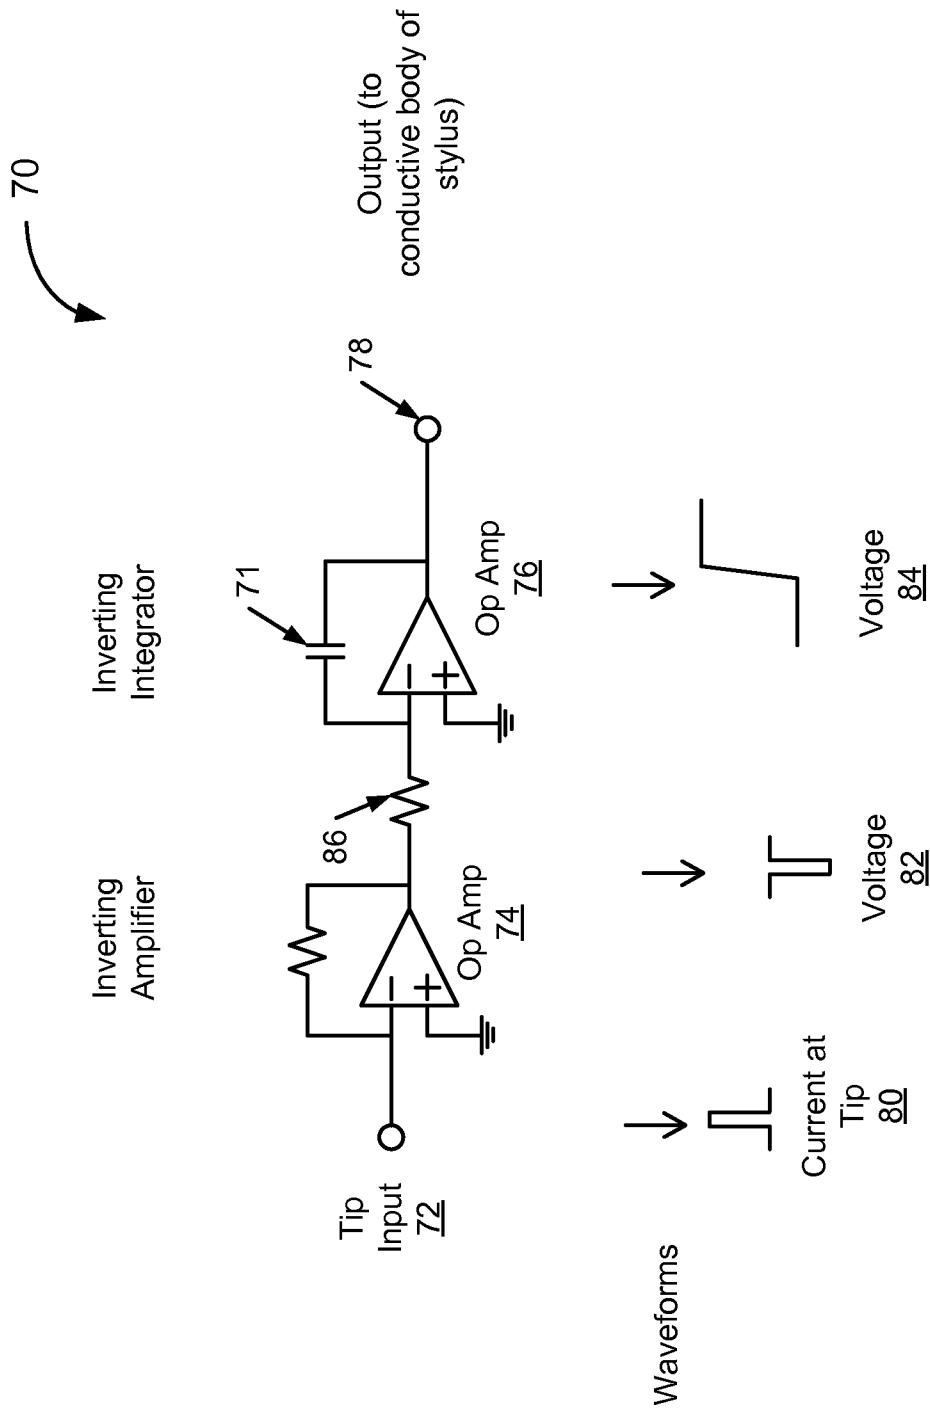 70
Inverting
Amplifier
Inverting
Integrator
71
86
78
Tip
Input
72
Op Amp
74
Op Amp
76
Output (to
conductive body of
stylus)
Waveforms
Current at
Tip
80
Voltage
82
Voltage
84